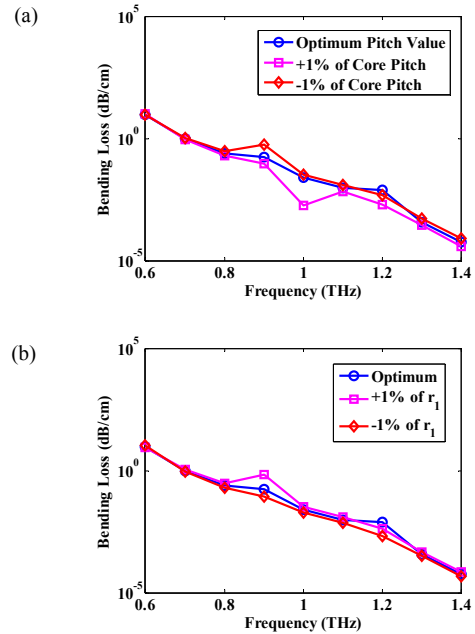 (a)
10^5
10^0
10^-5
Bending Loss (dB/cm)
Optimum Pitch Value
+1% of Core Pitch
-1% of Core Pitch
0.6 0.8 1 1.2 1.4
Frequency (THz)
(b)
10^5
10^0
10^-5
Bending Loss (dB/cm)
Optimum
+1% of r_1
-1% of r_1
0.6 0.8 1 1.2 1.4
Frequency (THz)